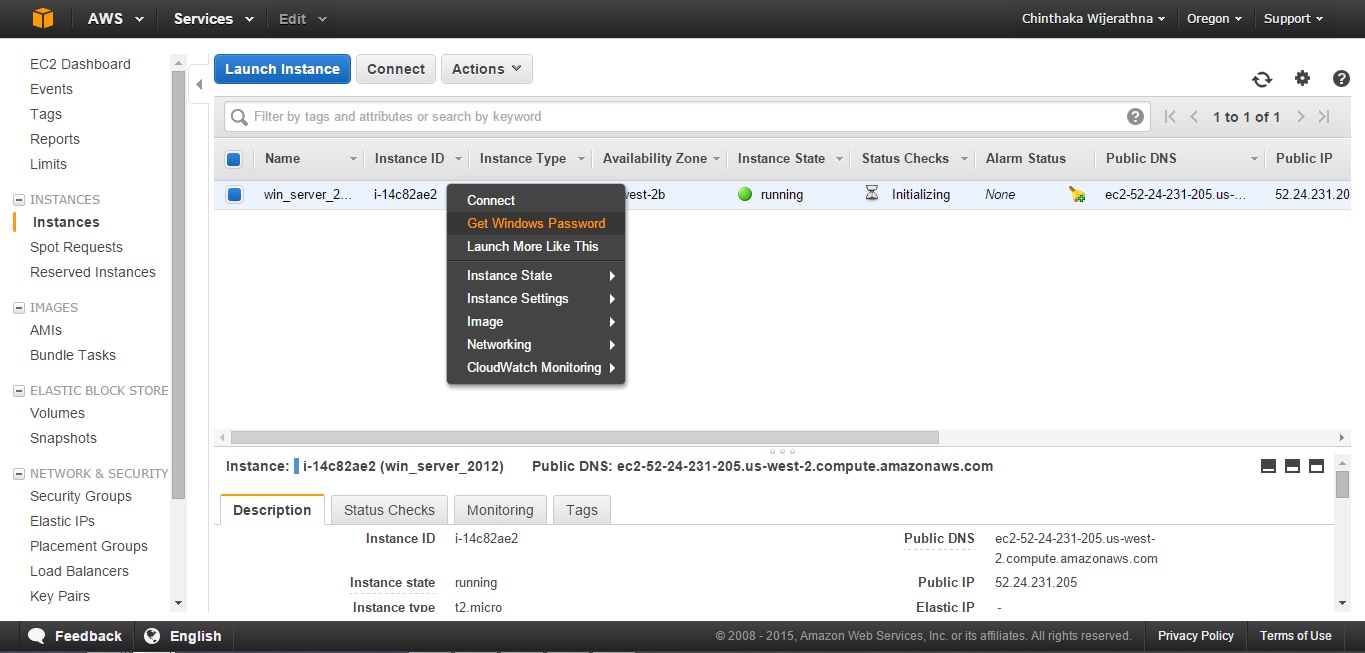 AWS Services Edit Chinthaka Wijerathna Oregon Support
EC2 Dashboard
Events
Tags
Reports
Limits
INSTANCES
Instances
Spot Requests
Reserved Instances
IMAGES
AMIs
Bundle Tasks
ELASTIC BLOCK STORE
Volumes
Snapshots
NETWORK & SECURITY
Security Groups
Elastic IPs
Placement Groups
Load Balancers
Key Pairs
Launch Instance Connect Actions
Filter by tags and attributes or search by keyword
1 to 1 of 1
Name Instance ID Instance Type Availability Zone Instance State Status Checks Alarm Status Public DNS Public IP
win_server_2... i-14c82ae2 west-2b running Initializing None ec2-52-24-231-205.us-... 52.24.231.20
Connect
Get Windows Password
Launch More Like This
Instance State
Instance Settings
Image
Networking
CloudWatch Monitoring
Instance: i-14c82ae2 (win_server_2012) Public DNS: ec2-52-24-231-205.us-west-2.compute.amazonaws.com
Description Status Checks Monitoring Tags
Instance ID i-14c82ae2
Instance state running
Instance type t2.micro
Public DNS ec2-52-24-231-205.us-west-
2.compute.amazonaws.com
Public IP 52.24.231.205
Elastic IP -
Feedback English © 2008 - 2015, Amazon Web Services, Inc. or its affiliates. All rights reserved. Privacy Policy Terms of Use